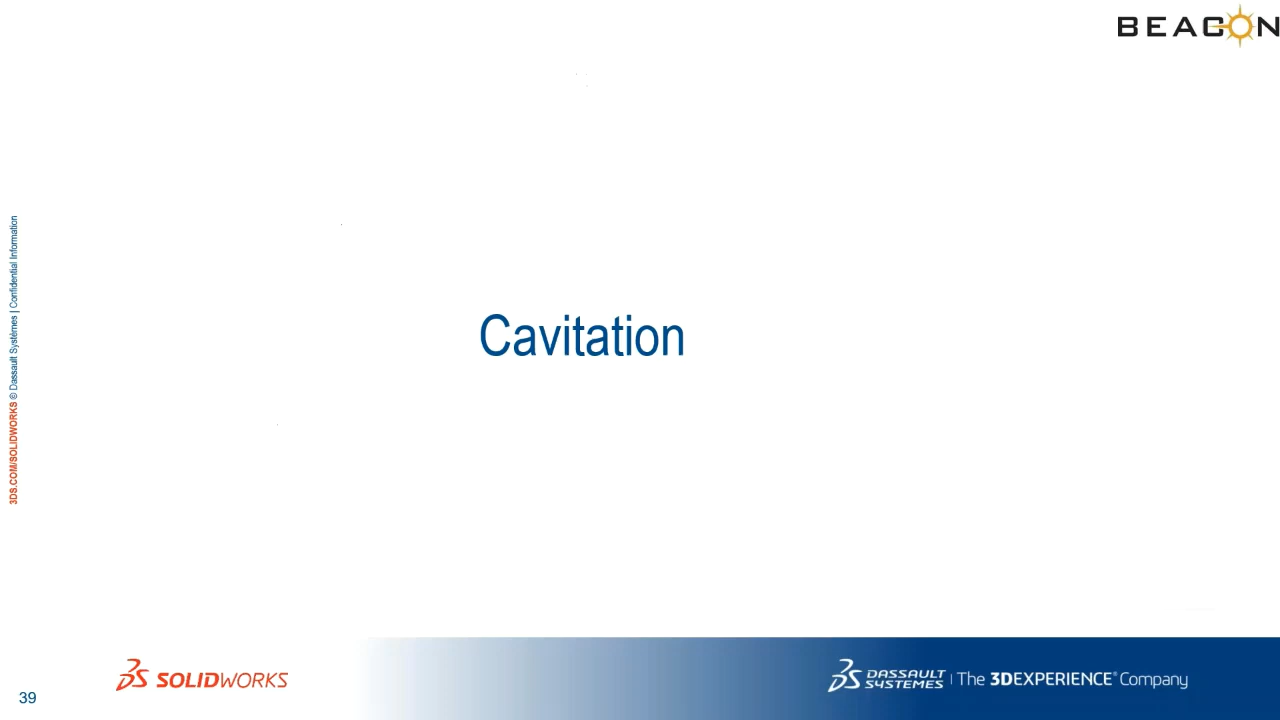 BEACON
3DS.COM/SOLIDWORKS © Dassault Systèmes | Confidential Information
Cavitation
SOLIDWORKS
DASSAULT SYSTEMES | The 3DEXPERIENCE® Company
39